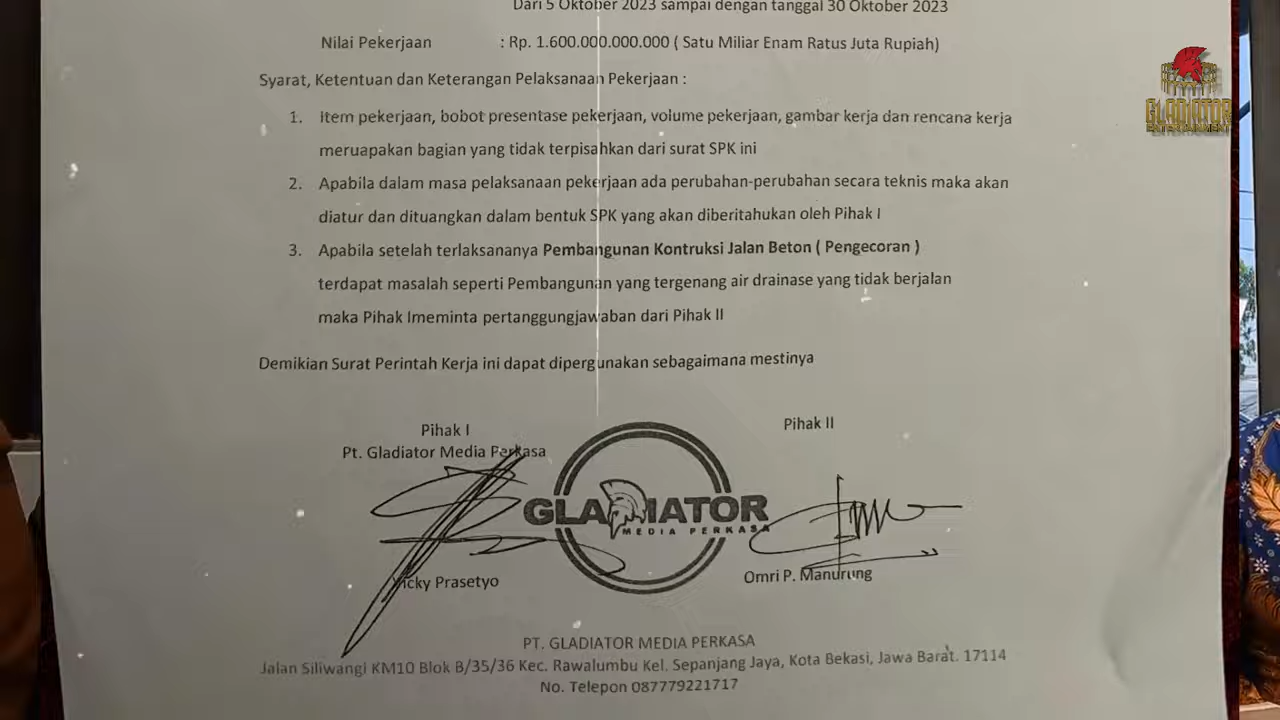 Dari 5 Oktober 2023 sampai dengan tanggal 30 Oktober 2023
Nilai Pekerjaan : Rp. 1.600.000.000.000 ( Satu Miliar Enam Ratus Juta Rupiah)
Syarat, Ketentuan dan Keterangan Pelaksanaan Pekerjaan :
1. Item pekerjaan, bobot presentase pekerjaan, volume pekerjaan, gambar kerja dan rencana kerja
meruapakan bagian yang tidak terpisahkan dari surat SPK ini
2. Apabila dalam masa pelaksanaan pekerjaan ada perubahan-perubahan secara teknis maka akan
diatur dan dituangkan dalam bentuk SPK yang akan diberitahukan oleh Pihak I
3. Apabila setelah terlaksananya Pembangunan Kontruksi Jalan Beton ( Pengecoran )
terdapat masalah seperti Pembangunan yang tergenang air drainase yang tidak berjalan
maka Pihak Imeminta pertanggungjawaban dari Pihak II
Demikian Surat Perintah Kerja ini dapat dipergunakan sebagaimana mestinya
Pihak I
Pt. Gladiator Media Perkasa
Vicky Prasetyo
GLADIATOR
MEDIA PERKASA
Pihak II
Omri P. Manurung
PT. GLADIATOR MEDIA PERKASA
Jalan Siliwangi KM10 Blok B/35/36 Kec. Rawalumbu Kel. Sepanjang Jaya, Kota Bekasi, Jawa Barat. 17114
No. Telepon 087779221717
GLADIATOR
ENTERTAINMENT